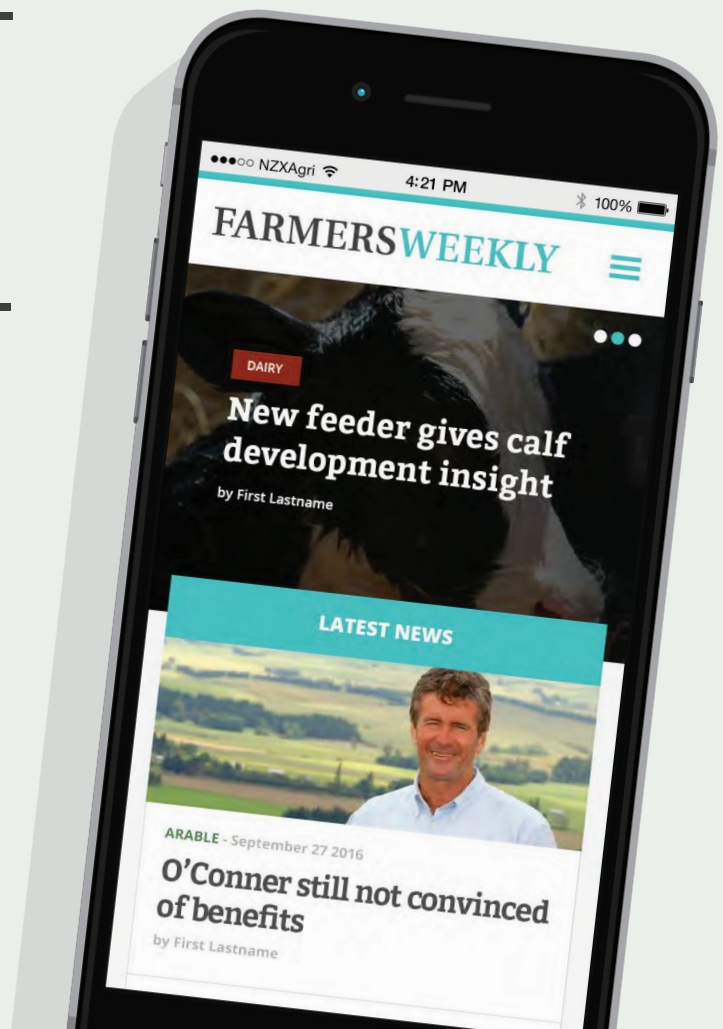 NZXAgri 4:21 PM 100%
FARMERSWEEKLY
DAIRY
New feeder gives calf
development insight
by First Lastname
LATEST NEWS
ARABLE - September 27 2016
O’Conner still not convinced
of benefits
by First Lastname